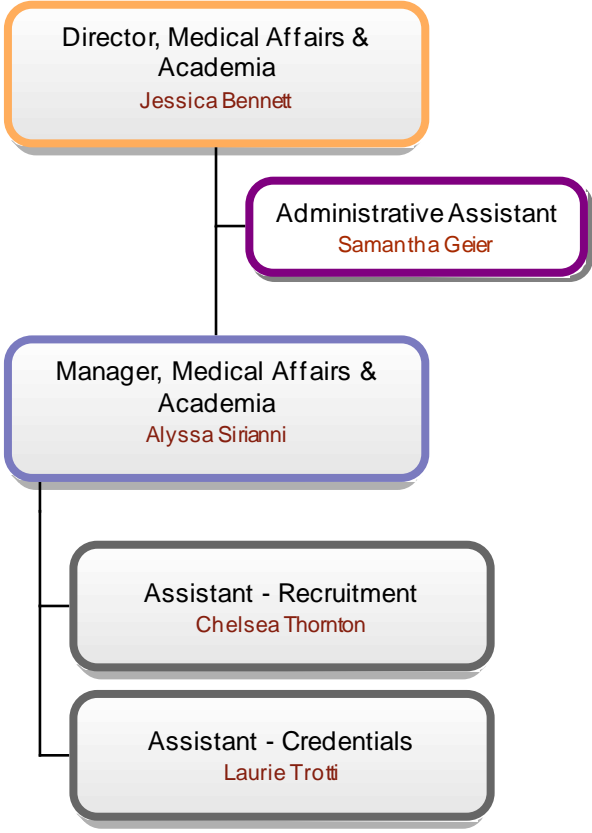 Director, Medical Affairs &
Academia
Jessica Bennett
Administrative Assistant
Samantha Geier
Manager, Medical Affairs &
Academia
Alyssa Sirianni
Assistant - Recruitment
Chelsea Thornton
Assistant - Credentials
Laurie Trotti